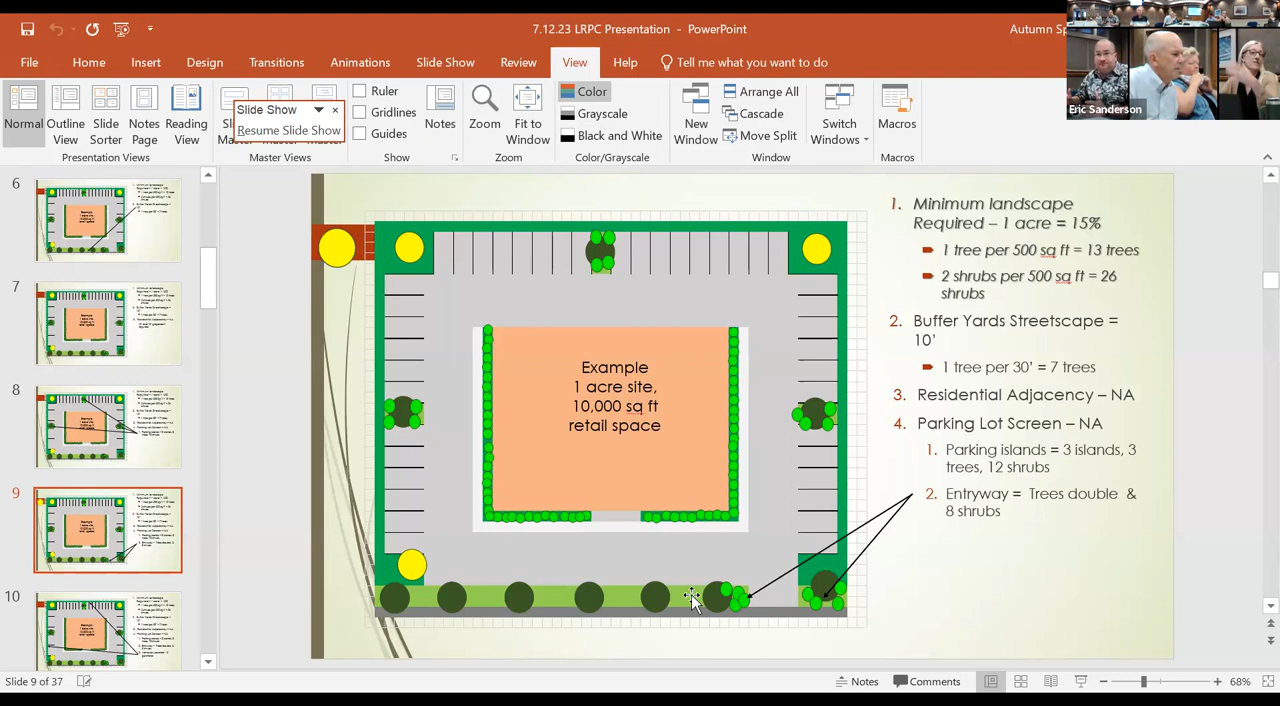 7.12.23 LRPC Presentation - PowerPoint
Autumn Sp
File
Home
Insert
Design
Transitions
Animations
Slide Show
Review
View
Help
Tell me what you want to do
Normal
Outline View
Slide Sorter
Notes Page
Reading View
Presentation Views
Slide Show
Resume Slide Show
Master Views
Ruler
Gridlines
Guides
Show
Notes
Zoom
Fit to Window
Zoom
Color
Grayscale
Black and White
Color/Grayscale
New Window
Arrange All
Cascade
Move Split
Window
Switch Windows
Macros
Macros
Eric Sanderson
6
7
8
9
10
Example
1 acre site,
10,000 sq ft
retail space
1. Minimum landscape
Required – 1 acre = 15%
1 tree per 500 sq ft = 13 trees
2 shrubs per 500 sq ft = 26
shrubs
2. Buffer Yards Streetscape =
10'
1 tree per 30' = 7 trees
3. Residential Adjacency – NA
4. Parking Lot Screen – NA
1. Parking islands = 3 islands, 3
trees, 12 shrubs
2. Entryway = Trees double &
8 shrubs
Slide 9 of 37
Notes
Comments
68%